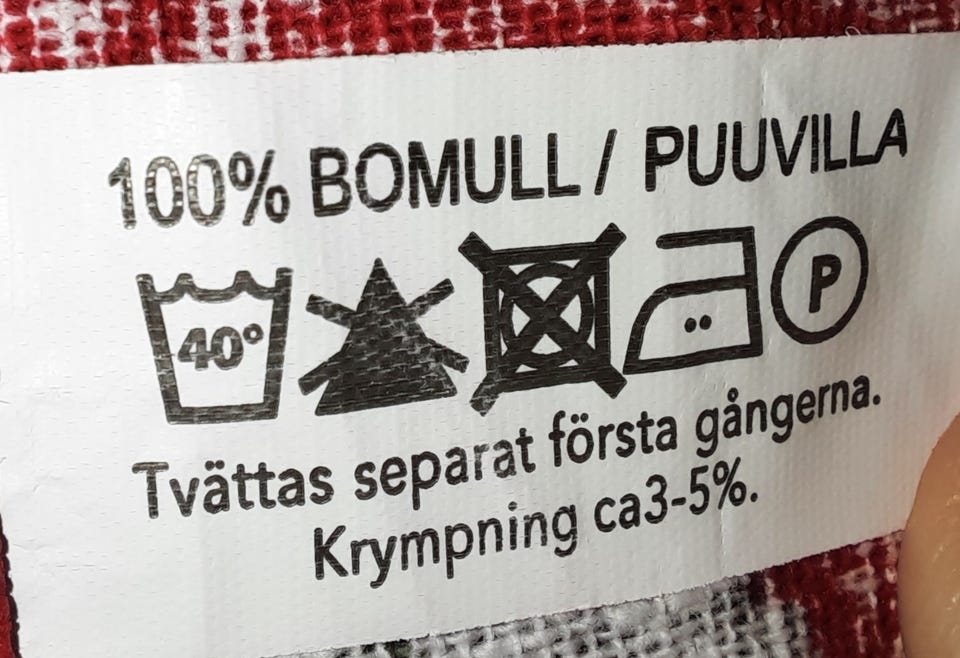 100% BOMULL / PUUVILLA
40° P
Tvättas separat första gångerna.
Krympning ca3-5%.